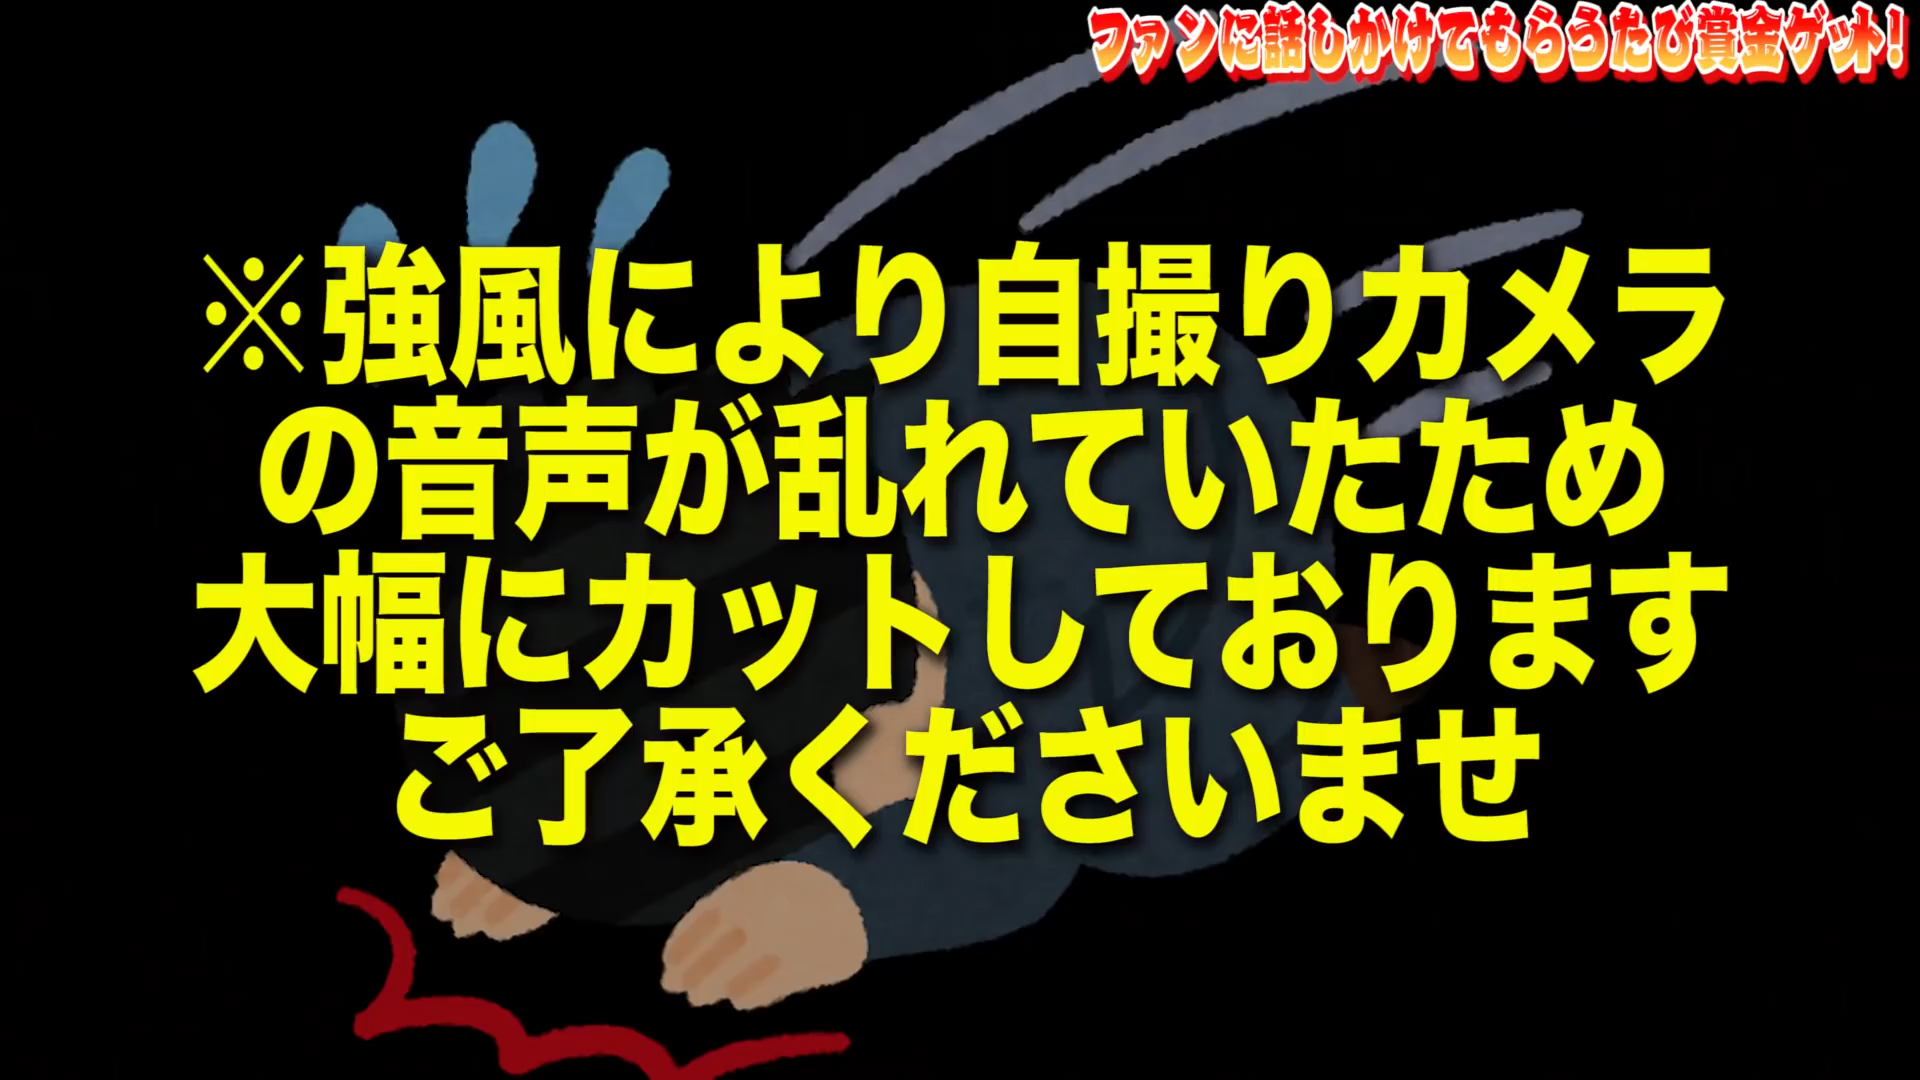 ファンに話しかけてもらうたび賞金ゲット!
※強風により自撮りカメラ
の音声が乱れていたため
大幅にカットしております
ご了承くださいませ